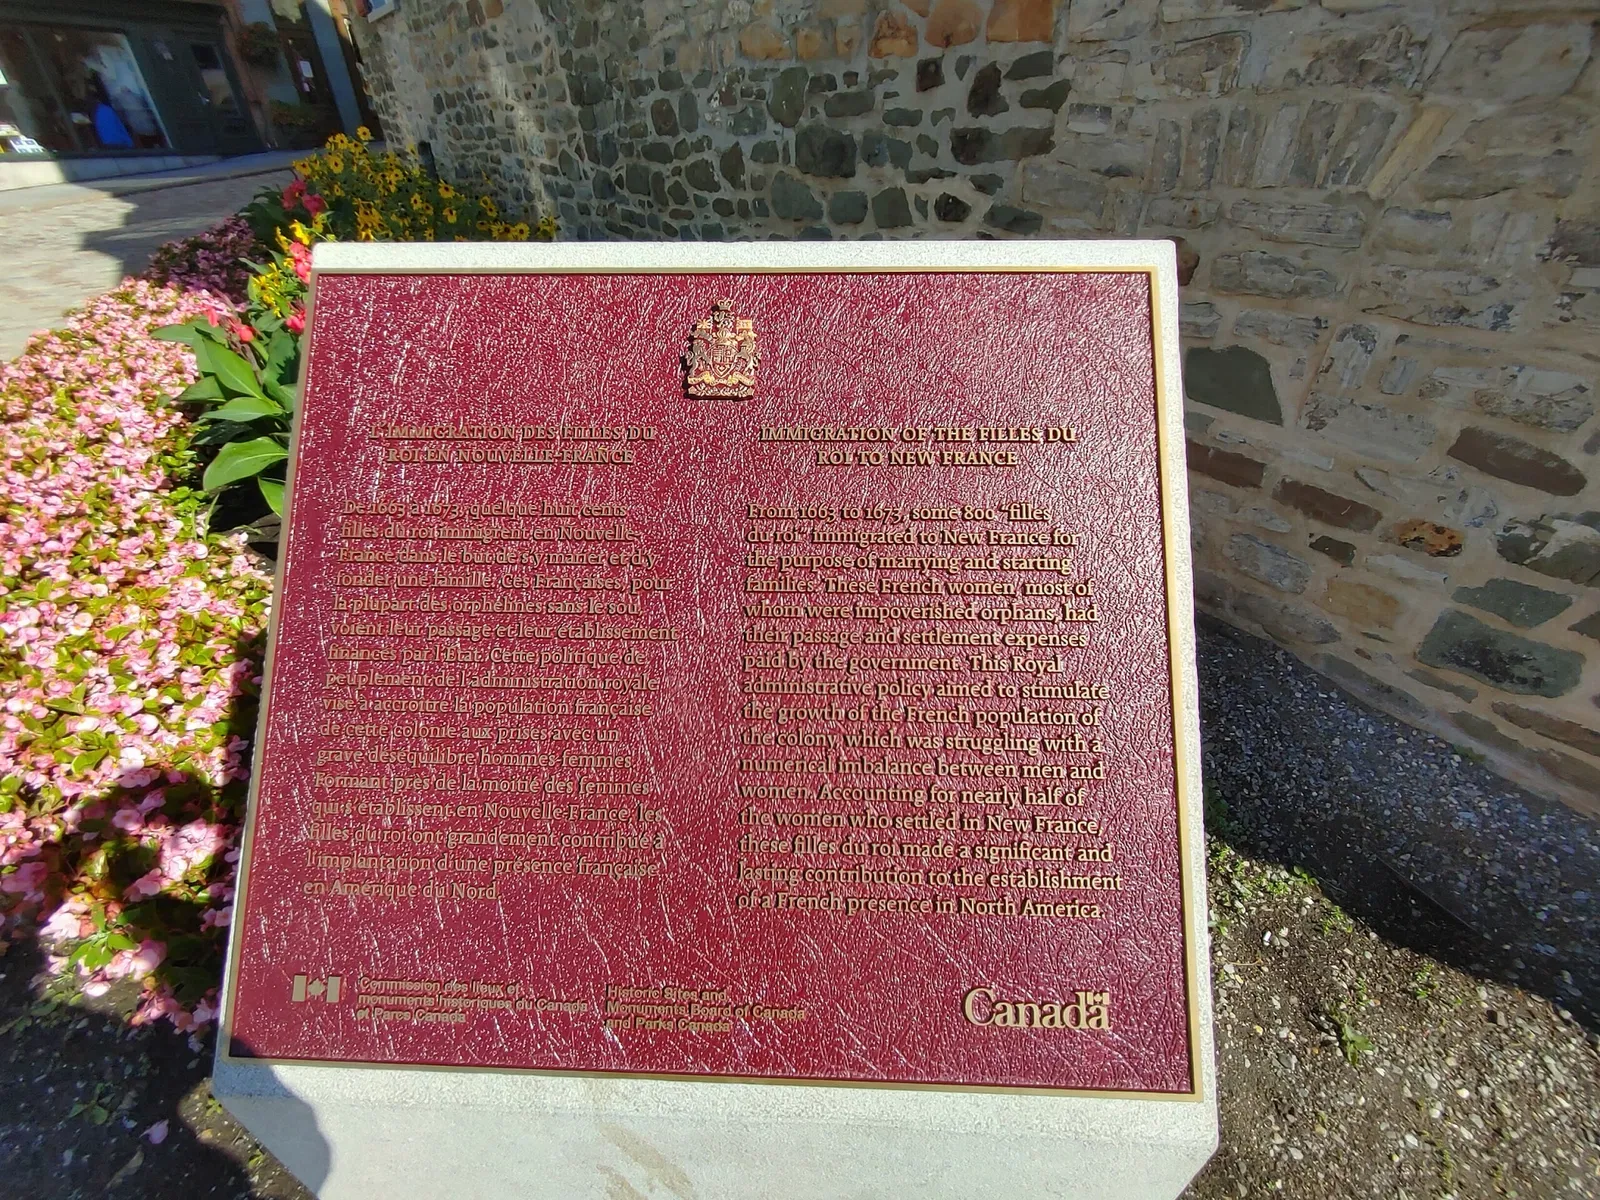 L'IMMIGRATION DES FILLES DU
ROI EN NOUVELLE-FRANCE
De 1663 à 1673, quelque huit cents
filles du roi immigrent en Nouvelle-
France dans le but de s'y marier et d'y
fonder une famille. Ces Françaises, pour
la plupart des orphelines sans le sou,
voient leur passage et leur établissement
financés par l'État. Cette politique de
peuplement de l'administration royale
vise à accroître la population française
de cette colonie aux prises avec un
grave déséquilibre hommes-femmes.
Formant près de la moitié des femmes
qui s'établissent en Nouvelle-France, les
filles du roi ont grandement contribué à
l'implantation d'une présence française
en Amérique du Nord.
IMMIGRATION OF THE FILLES DU
ROI TO NEW FRANCE
From 1663 to 1673, some 800 "filles
du roi" immigrated to New France for
the purpose of marrying and starting
families. These French women, most of
whom were impoverished orphans, had
their passage and settlement expenses
paid by the government. This Royal
administrative policy aimed to stimulate
the growth of the French population of
the colony, which was struggling with a
numerical imbalance between men and
women. Accounting for nearly half of
the women who settled in New France,
these filles du roi made a significant and
lasting contribution to the establishment
of a French presence in North America.
Commission des lieux et
monuments historiques du Canada
et Parcs Canada
Historic Sites and
Monuments Board of Canada
and Parks Canada
Canada